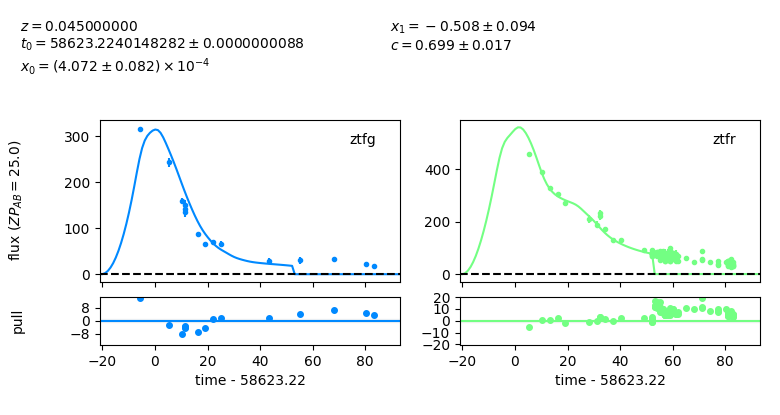 z = 0.045000000
t₀ = 58623.2240148282 ± 0.0000000088
x₀ = (4.072 ± 0.082) × 10⁻⁴
x₁ = −0.508 ± 0.094
c = 0.699 ± 0.017
flux (ZP_AB = 25.0)
300
200
100
0
ztfg
400
200
0
ztfr
pull
8
0
−8
20
10
0
−10
−20
−20 0 20 40 60 80
−20 0 20 40 60 80
time - 58623.22
time - 58623.22